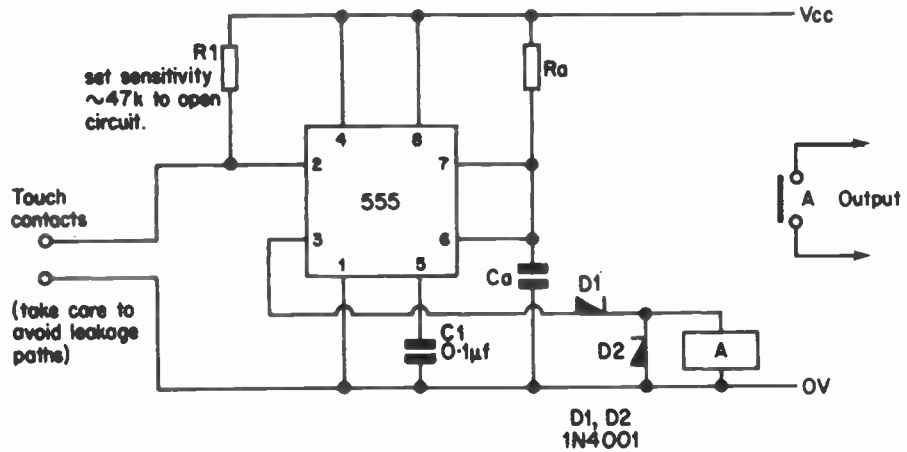 Vcc
R1
set sensitivity
~47k to open
circuit.
Ra
4
8
2
7
555
Touch
contacts
3
6
1
5
A Output
Ca
D1
(take care to
avoid leakage
paths)
C1
0·1µf
D2
A
0V
D1, D2
1N4001